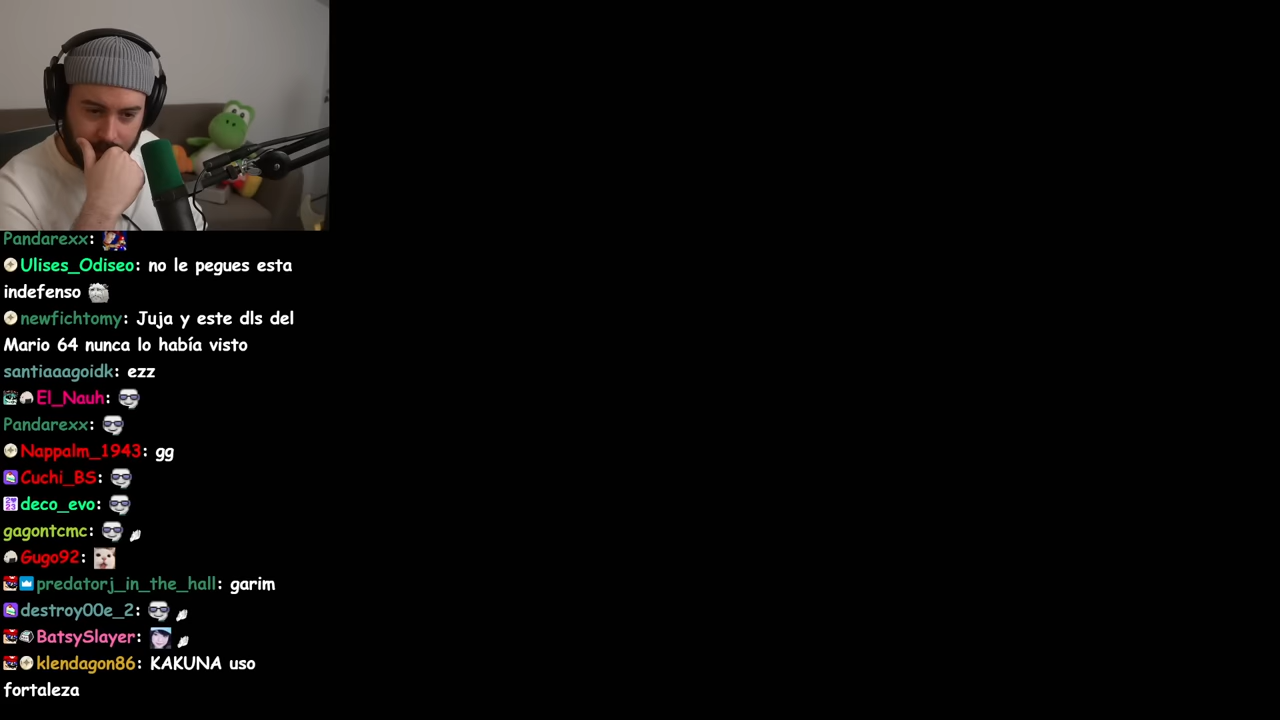 Pandarexx:
Ulises_Odiseo: no le pegues esta
indefenso
newfichtomy: Juja y este dls del
Mario 64 nunca lo había visto
santiaaagoidk: ezz
El_Nauh:
Pandarexx:
Nappalm_1943: gg
Cuchi_BS:
deco_evo:
gagontcmc:
Gugo92:
predatorj_in_the_hall: garim
destroy00e_2:
BatsySlayer:
klendagon86: KAKUNA uso
fortaleza